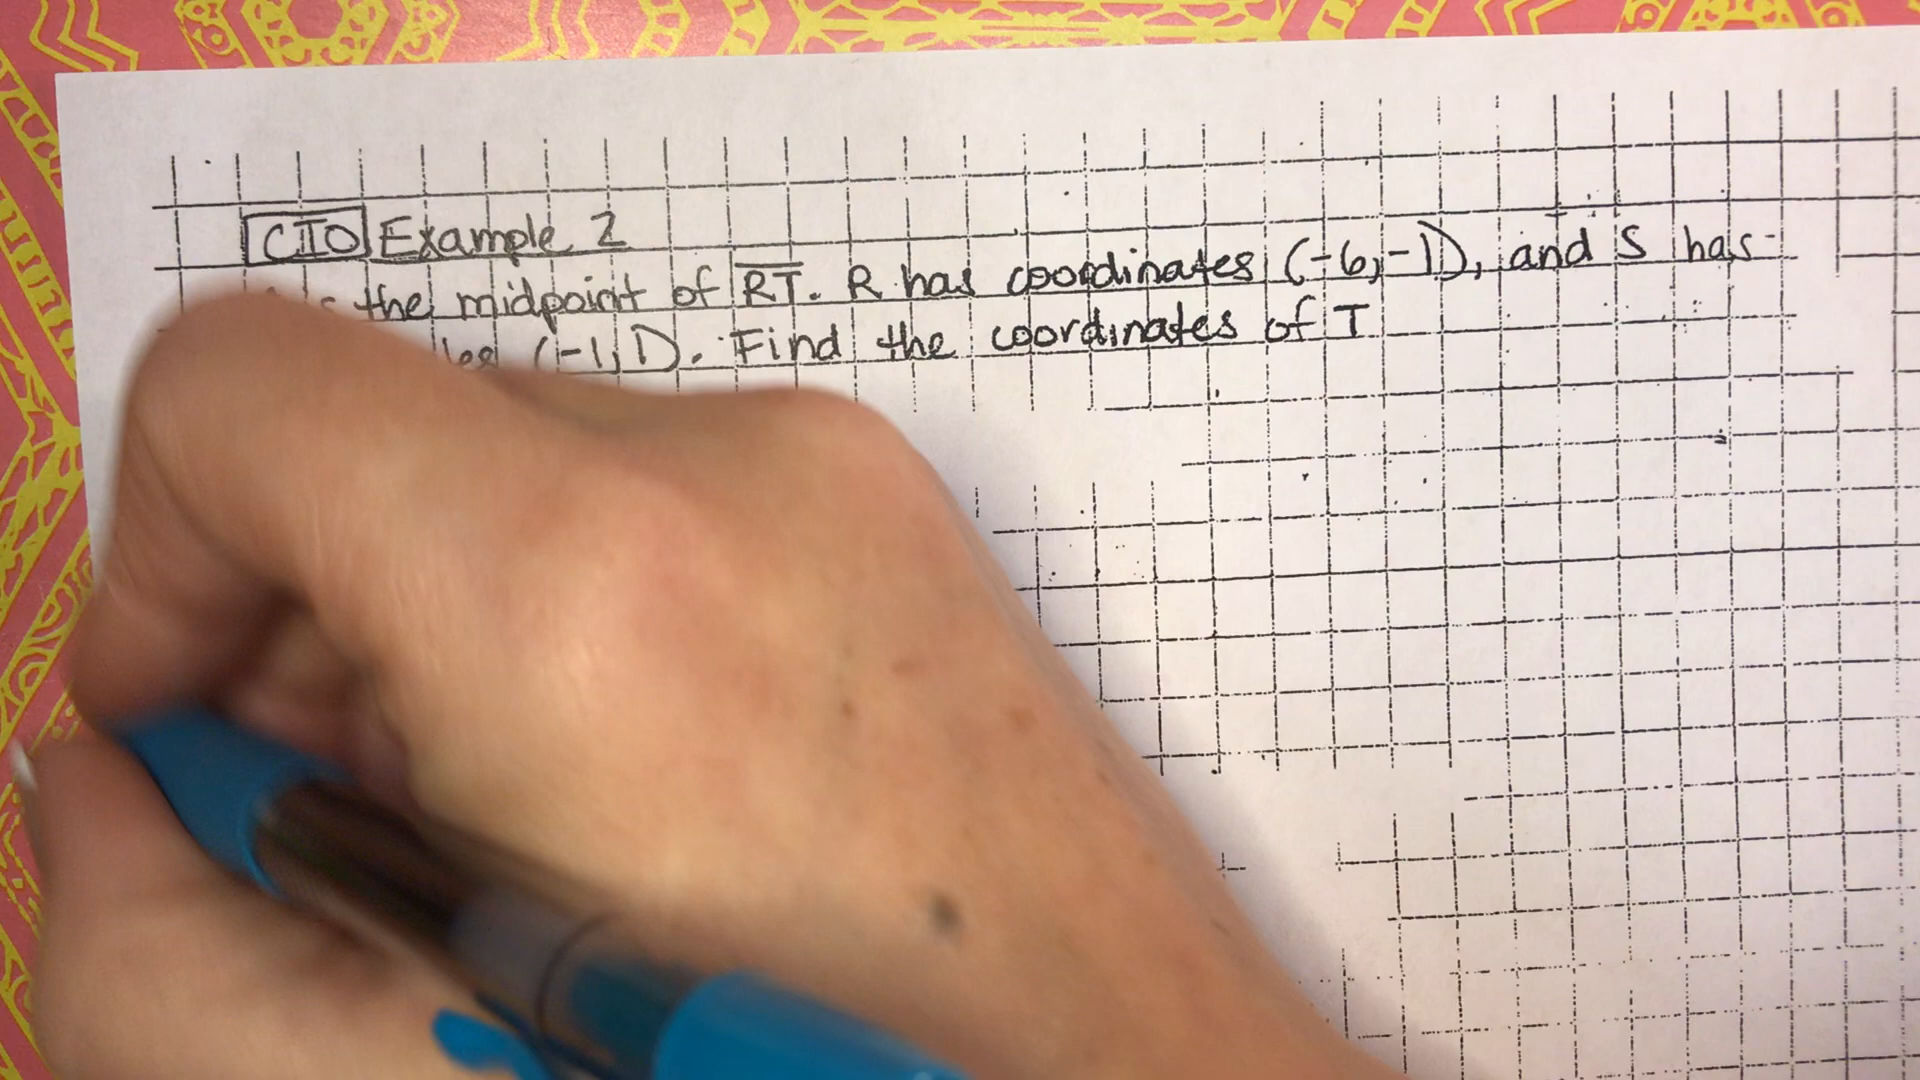 CIO Example 2
the midpoint of RT. R has coordinates (-6,-1), and S has
(-1,1). Find the coordinates of T